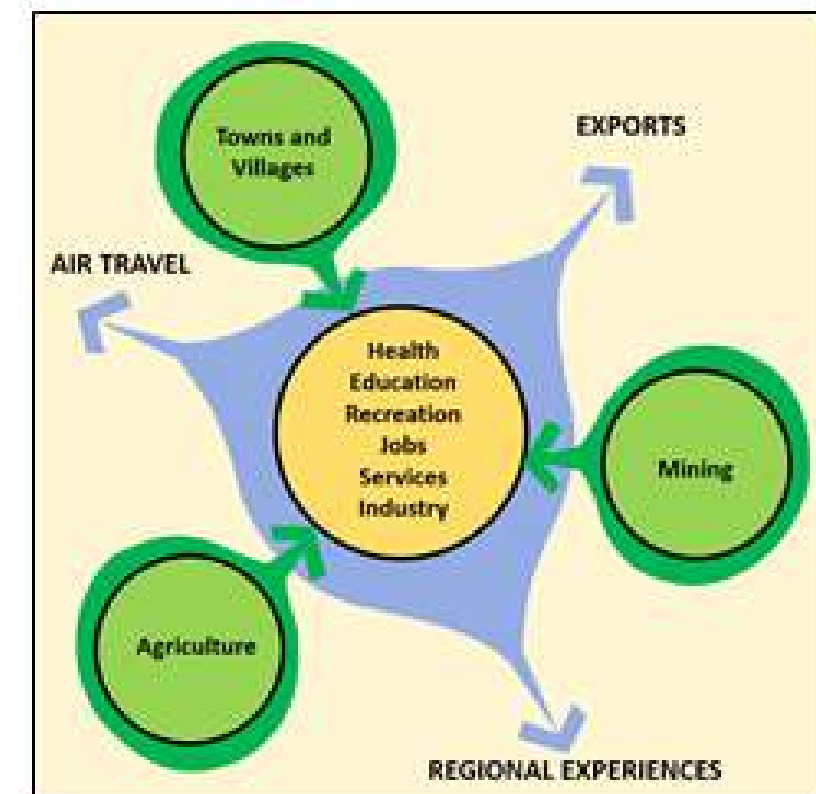 Towns and
Villages
EXPORTS
AIR TRAVEL
Health
Education
Recreation
Jobs
Services
Industry
Mining
Agriculture
REGIONAL EXPERIENCES